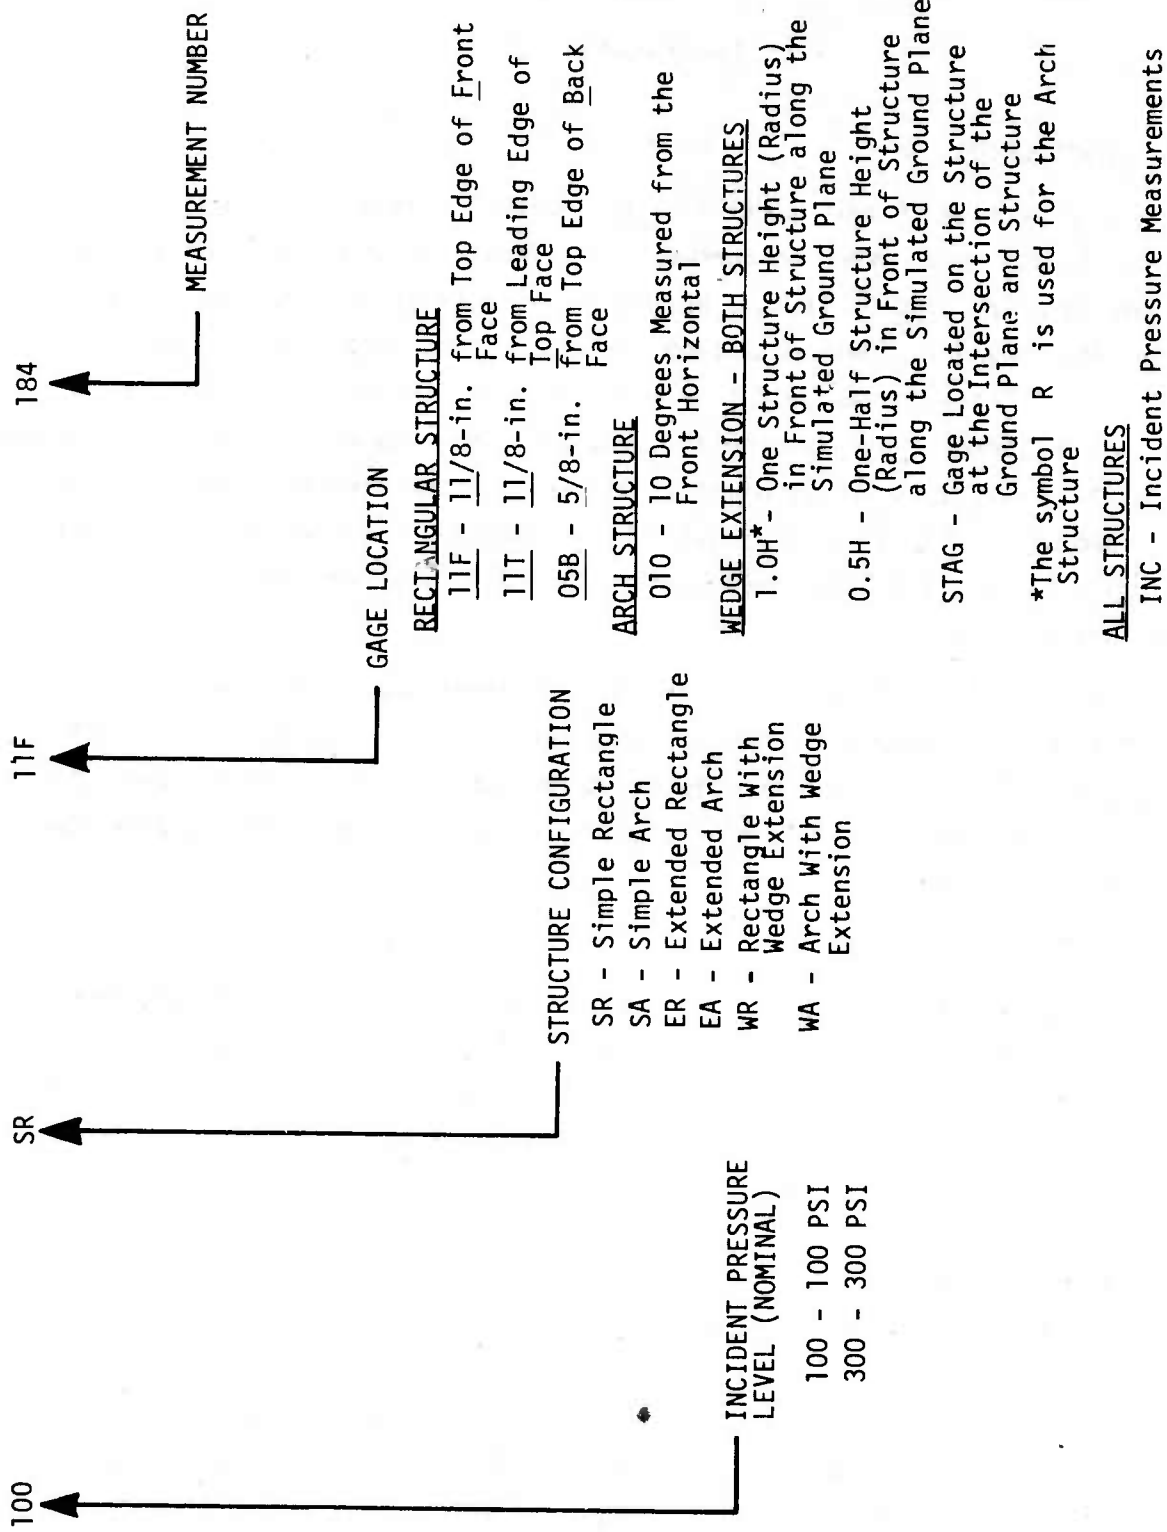 100 SR 11F 184
MEASUREMENT NUMBER
GAGE LOCATION
RECTANGULAR STRUCTURE
11F - 11/8-in. from Top Edge of Front
Face
11T - 11/8-in. from Leading Edge of
Top Face
05B - 5/8-in. from Top Edge of Back
Face
ARCH STRUCTURE
010 - 10 Degrees Measured from the
Front Horizontal
WEDGE EXTENSION - BOTH STRUCTURES
1.0H* - One Structure Height (Radius)
in Front of Structure along the
Simulated Ground Plane
0.5H - One-Half Structure Height
(Radius) in Front of Structure
along the Simulated Ground Plane
STAG - Gage Located on the Structure
at the Intersection of the
Ground Plane and Structure
*The symbol R is used for the Arch
Structure
ALL STRUCTURES
INC - Incident Pressure Measurements
STRUCTURE CONFIGURATION
SR - Simple Rectangle
SA - Simple Arch
ER - Extended Rectangle
EA - Extended Arch
WR - Rectangle With
Wedge Extension
WA - Arch With Wedge
Extension
INCIDENT PRESSURE
LEVEL (NOMINAL)
100 - 100 PSI
300 - 300 PSI